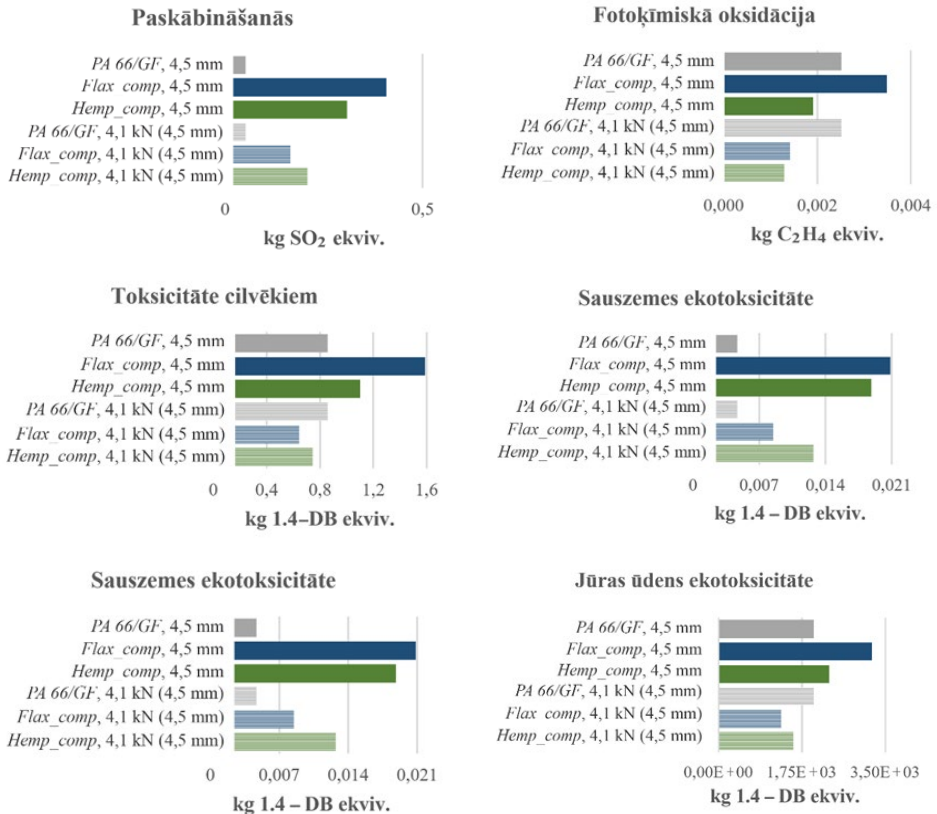 Paskābināšanās
PA 66/GF, 4,5 mm
Flax_comp, 4,5 mm
Hemp_comp, 4,5 mm
PA 66/GF, 4,1 kN (4,5 mm)
Flax_comp, 4,1 kN (4,5 mm)
Hemp_comp, 4,1 kN (4,5 mm)
0 0,5
kg SO₂ ekviv.
Fotoķīmiskā oksidācija
PA 66/GF, 4,5 mm
Flax_comp, 4,5 mm
Hemp_comp, 4,5 mm
PA 66/GF, 4,1 kN (4,5 mm)
Flax comp, 4,1 kN (4,5 mm)
Hemp_comp, 4,1 kN (4,5 mm)
0,000 0,002 0,004
kg C₂H₄ ekviv.
Toksicitāte cilvēkiem
PA 66/GF, 4,5 mm
Flax_comp, 4,5 mm
Hemp_comp, 4,5 mm
PA 66/GF, 4,1 kN (4,5 mm)
Flax_comp, 4,1 kN (4,5 mm)
Hemp_comp, 4,1 kN (4,5 mm)
0 0,4 0,8 1,2 1,6
kg 1.4–DB ekviv.
Sauszemes ekotoksicitāte
PA 66/GF, 4,5 mm
Flax_comp, 4,5 mm
Hemp comp, 4,5 mm
PA 66/GF, 4,1 kN (4,5 mm)
Flax_comp, 4,1 kN (4,5 mm)
Hemp_comp, 4,1 kN (4,5 mm)
0 0,007 0,014 0,021
kg 1.4 – DB ekviv.
Sauszemes ekotoksicitāte
PA 66/GF, 4,5 mm
Flax_comp, 4,5 mm
Hemp comp, 4,5 mm
PA 66/GF, 4,1 kN (4,5 mm)
Flax_comp, 4,1 kN (4,5 mm)
Hemp_comp, 4,1 kN (4,5 mm)
0 0,007 0,014 0,021
kg 1.4 – DB ekviv.
Jūras ūdens ekotoksicitāte
PA 66/GF, 4,5 mm
Flax_comp, 4,5 mm
Hemp_comp, 4,5 mm
PA 66/GF, 4,1 kN (4,5 mm)
Flax comp, 4,1 kN (4,5 mm)
Hemp_comp, 4,1 kN (4,5 mm)
0,00E+00 1,75E+03 3,50E+03
kg 1.4 – DB ekviv.